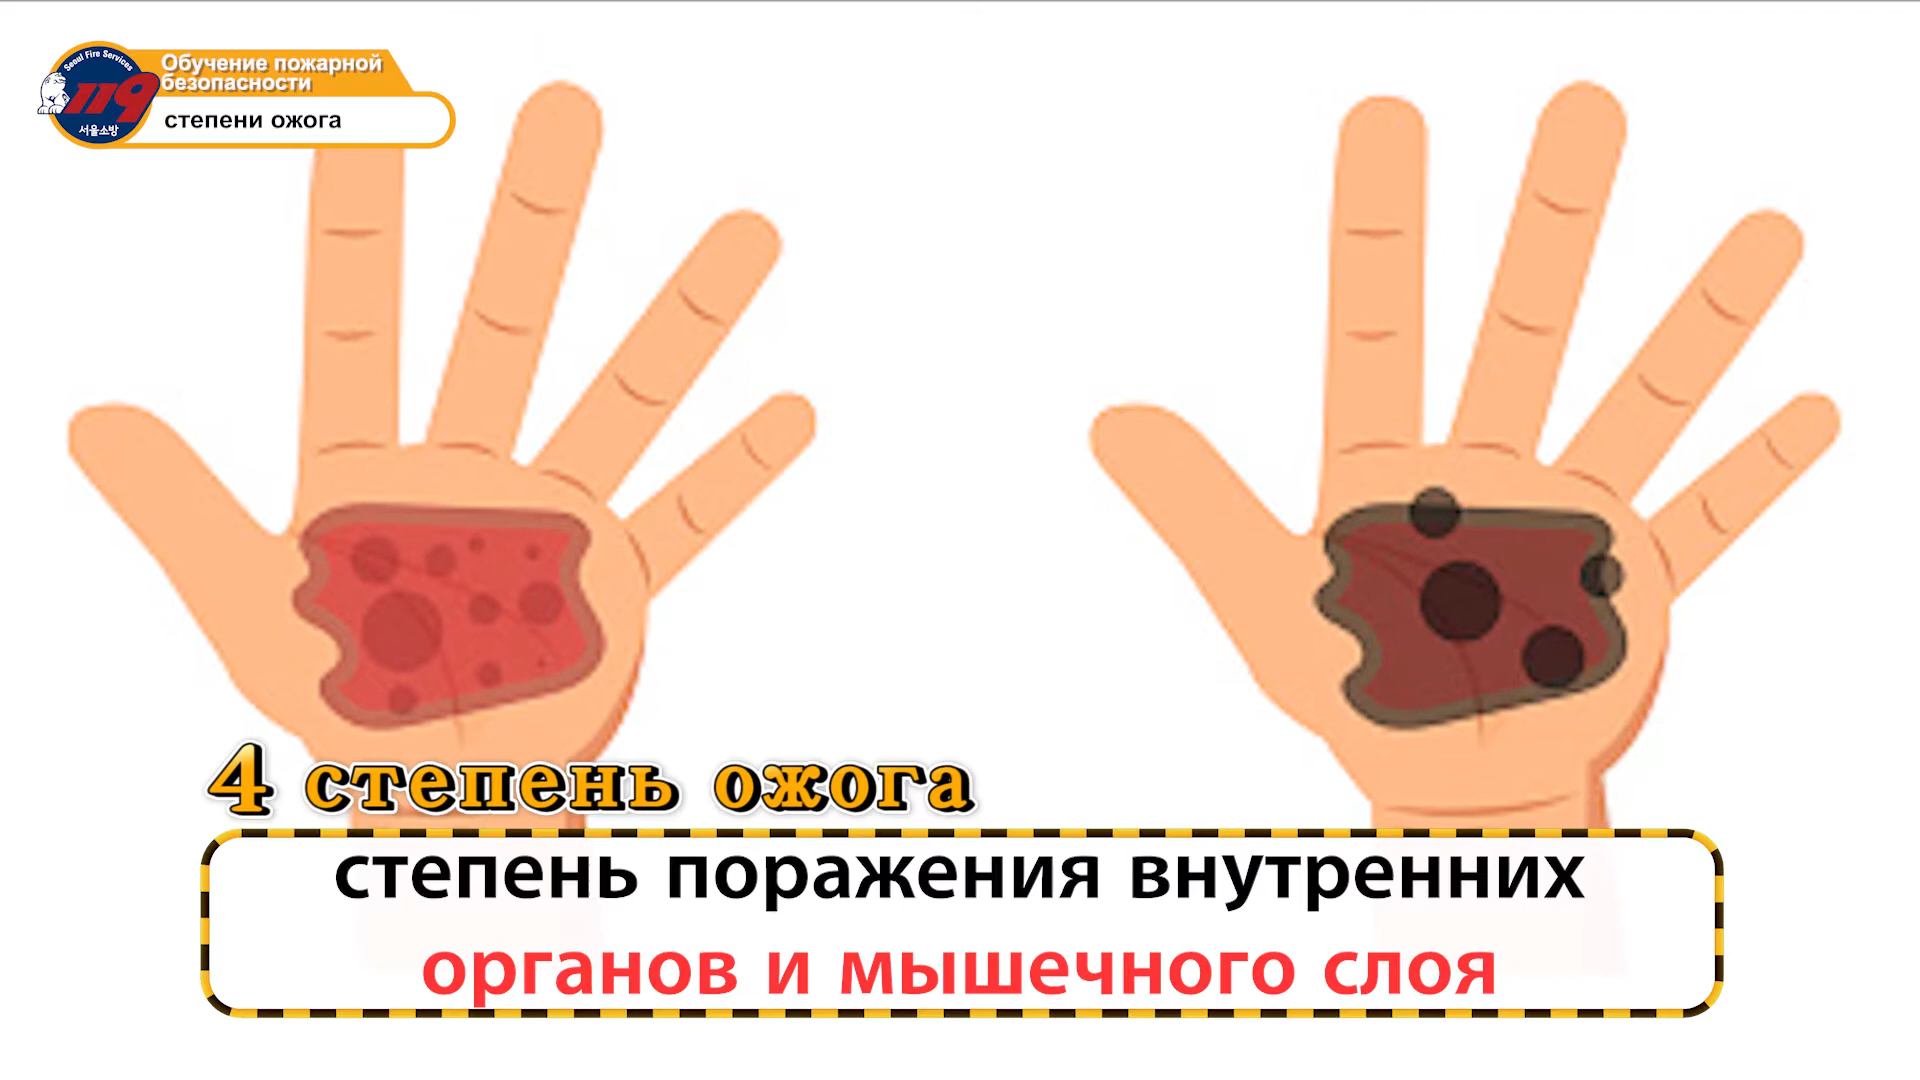 Seoul Fire Services
119
서울소방
Обучение пожарной
безопасности
степени ожога
4 степень ожога
степень поражения внутренних
органов и мышечного слоя